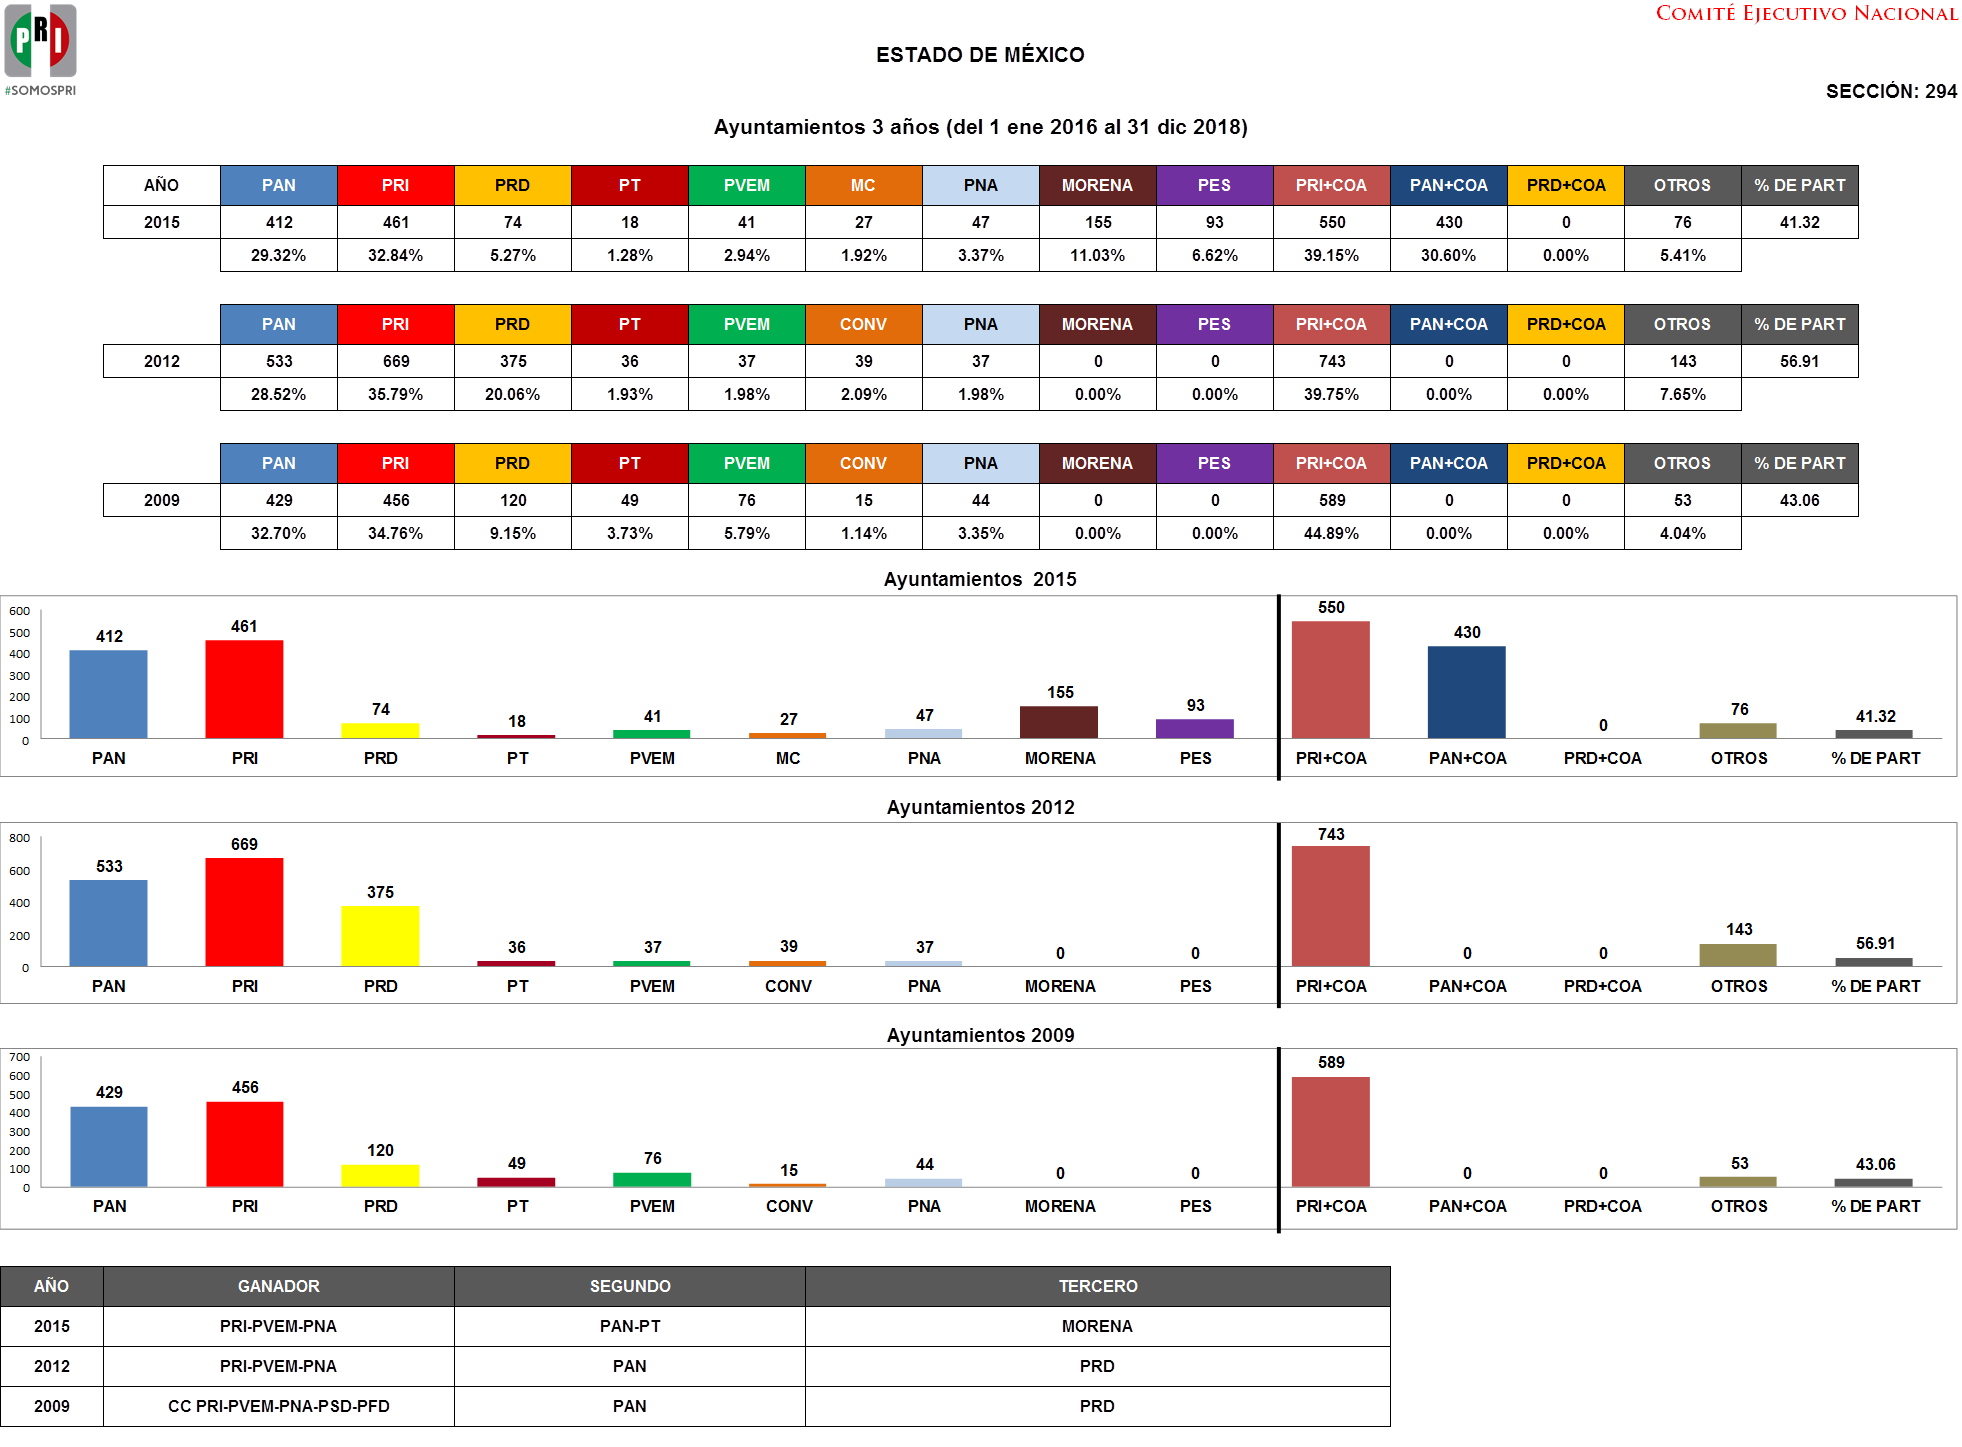 PRI
#SOMOSPRI
COMITÉ EJECUTIVO NACIONAL
ESTADO DE MÉXICO
SECCIÓN: 294
Ayuntamientos 3 años (del 1 ene 2016 al 31 dic 2018)
AÑO PAN PRI PRD PT PVEM MC PNA MORENA PES PRI+COA PAN+COA PRD+COA OTROS % DE PART
2015 412 461 74 18 41 27 47 155 93 550 430 0 76 41.32
29.32% 32.84% 5.27% 1.28% 2.94% 1.92% 3.37% 11.03% 6.62% 39.15% 30.60% 0.00% 5.41%
PAN PRI PRD PT PVEM CONV PNA MORENA PES PRI+COA PAN+COA PRD+COA OTROS % DE PART
2012 533 669 375 36 37 39 37 0 0 743 0 0 143 56.91
28.52% 35.79% 20.06% 1.93% 1.98% 2.09% 1.98% 0.00% 0.00% 39.75% 0.00% 0.00% 7.65%
PAN PRI PRD PT PVEM CONV PNA MORENA PES PRI+COA PAN+COA PRD+COA OTROS % DE PART
2009 429 456 120 49 76 15 44 0 0 589 0 0 53 43.06
32.70% 34.76% 9.15% 3.73% 5.79% 1.14% 3.35% 0.00% 0.00% 44.89% 0.00% 0.00% 4.04%
Ayuntamientos 2015
600
500
400
300
200
100
0
412 461 74 18 41 27 47 155 93 550 430 0 76 41.32
PAN PRI PRD PT PVEM MC PNA MORENA PES PRI+COA PAN+COA PRD+COA OTROS % DE PART
Ayuntamientos 2012
800
600
400
200
0
533 669 375 36 37 39 37 0 0 743 0 0 143 56.91
PAN PRI PRD PT PVEM CONV PNA MORENA PES PRI+COA PAN+COA PRD+COA OTROS % DE PART
Ayuntamientos 2009
700
600
500
400
300
200
100
0
429 456 120 49 76 15 44 0 0 589 0 0 53 43.06
PAN PRI PRD PT PVEM CONV PNA MORENA PES PRI+COA PAN+COA PRD+COA OTROS % DE PART
AÑO GANADOR SEGUNDO TERCERO
2015 PRI-PVEM-PNA PAN-PT MORENA
2012 PRI-PVEM-PNA PAN PRD
2009 CC PRI-PVEM-PNA-PSD-PFD PAN PRD